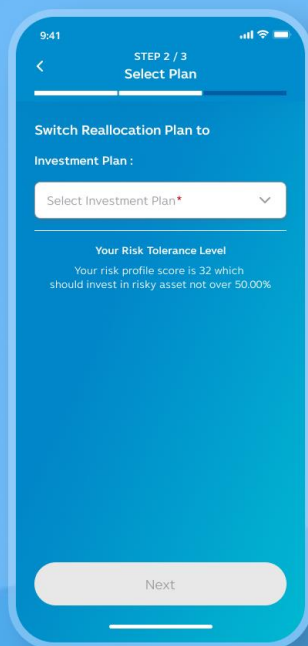 9:41
STEP 2 / 3
Select Plan
Switch Reallocation Plan to
Investment Plan :
Select Investment Plan*
Your Risk Tolerance Level
Your risk profile score is 32 which
should invest in risky asset not over 50.00%
Next